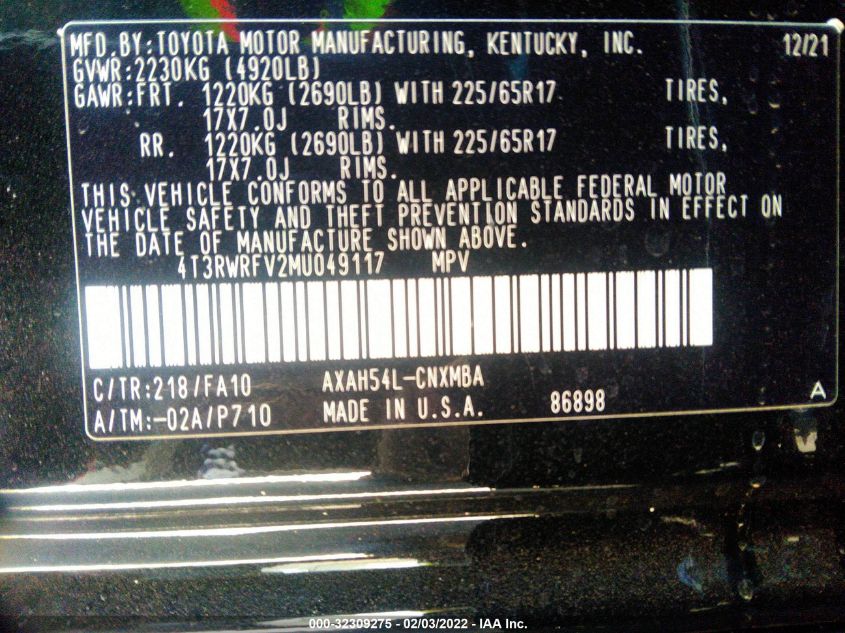 MFD.BY:TOYOTA MOTOR MANUFACTURING, KENTUCKY, INC. 12/21
GVWR:2230KG (4920LB)
GAWR:FRT. 1220KG (2690LB) WITH 225/65R17 TIRES,
17X7.0J RIMS.
RR. 1220KG (2690LB) WITH 225/65R17 TIRES,
17X7.0J RIMS.
THIS VEHICLE CONFORMS TO ALL APPLICABLE FEDERAL MOTOR
VEHICLE SAFETY AND THEFT PREVENTION STANDARDS IN EFFECT ON
THE DATE OF MANUFACTURE SHOWN ABOVE.
4T3RWRFV2MU049117 MPV
C/TR:218/FA10 AXAH54L-CNXMBA A
A/TM:-02A/P710 MADE IN U.S.A. 86898
000-32309275 - 02/03/2022 - IAA Inc.